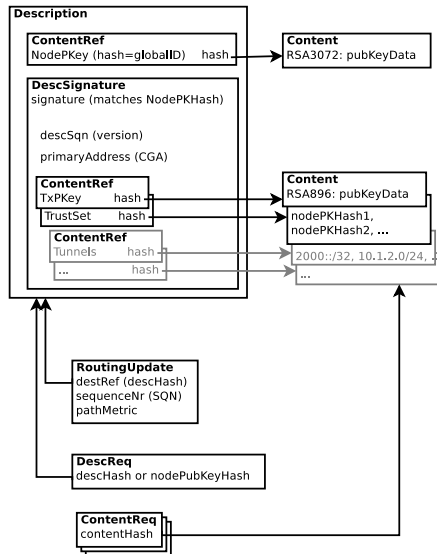 Description
ContentRef
NodePKey (hash=globalID) hash
Content
RSA3072: pubKeyData
DescSignature
signature (matches NodePKHash)
descSqn (version)
primaryAddress (CGA)
ContentRef
TxPKey hash
TrustSet hash
Content
RSA896: pubKeyData
nodePKHash1,
nodePKHash2, ...
ContentRef
Tunnels hash
... hash
2000::/32, 10.1.2.0/24, ..
...
RoutingUpdate
destRef (descHash)
sequenceNr (SQN)
pathMetric
DescReq
descHash or nodePubKeyHash
ContentReq
contentHash